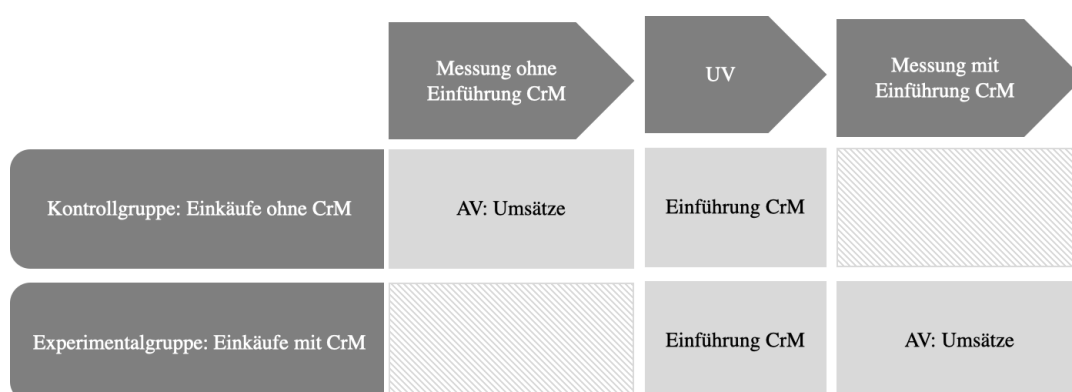 Messung ohne
Einführung CrM
UV
Messung mit
Einführung CrM
Kontrollgruppe: Einkäufe ohne CrM
AV: Umsätze
Einführung CrM
Experimentalgruppe: Einkäufe mit CrM
Einführung CrM
AV: Umsätze